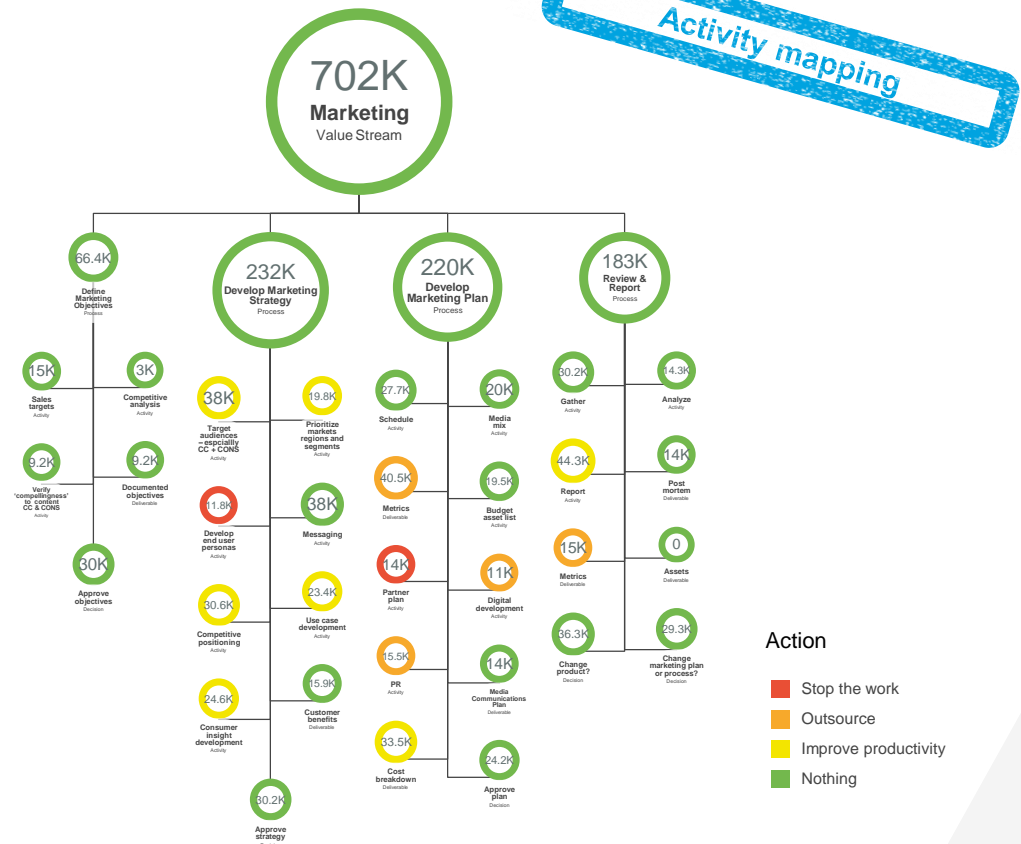 Activity mapping
702K
Marketing
Value Stream
66.4K
Define
Marketing
Objectives
Process
232K
Develop Marketing
Strategy
Process
220K
Develop
Marketing Plan
Process
183K
Review &
Report
Process
15K
Sales
targets
Activity
3K
Competitive
analysis
Activity
9.2K
Verify
'compellingness'
to content
CC & CONS
Activity
9.2K
Documented
objectives
Deliverable
30K
Approve
objectives
Decision
38K
Target
audiences
– espcially
CC + CONS
Activity
19.8K
Prioritize
markets
regions and
segments
Activity
11.8K
Develop
end user
personas
Activity
38K
Messaging
Activity
30.6K
Competitive
positioning
Activity
23.4K
Use case
development
Activity
24.6K
Consumer
insight
development
Activity
15.9K
Customer
benefits
Deliverable
30.2K
Approve
strategy
27.7K
Schedule
Activity
20K
Media
mix
Activity
40.5K
Metrics
Deliverable
19.5K
Budget
asset list
Activity
14K
Partner
plan
Activity
11K
Digital
development
Activity
15.5K
PR
Activity
14K
Media
Communications
Plan
Deliverable
33.5K
Cost
breakdown
Deliverable
24.2K
Approve
plan
Decision
30.2K
Gather
Activity
14.3K
Analyze
Activity
44.3K
Report
Activity
14K
Post
mortem
Deliverable
15K
Metrics
Deliverable
0
Assets
Deliverable
36.3K
Change
product?
Decision
29.3K
Change
marketing plan
or process?
Decision
Action
Stop the work
Outsource
Improve productivity
Nothing